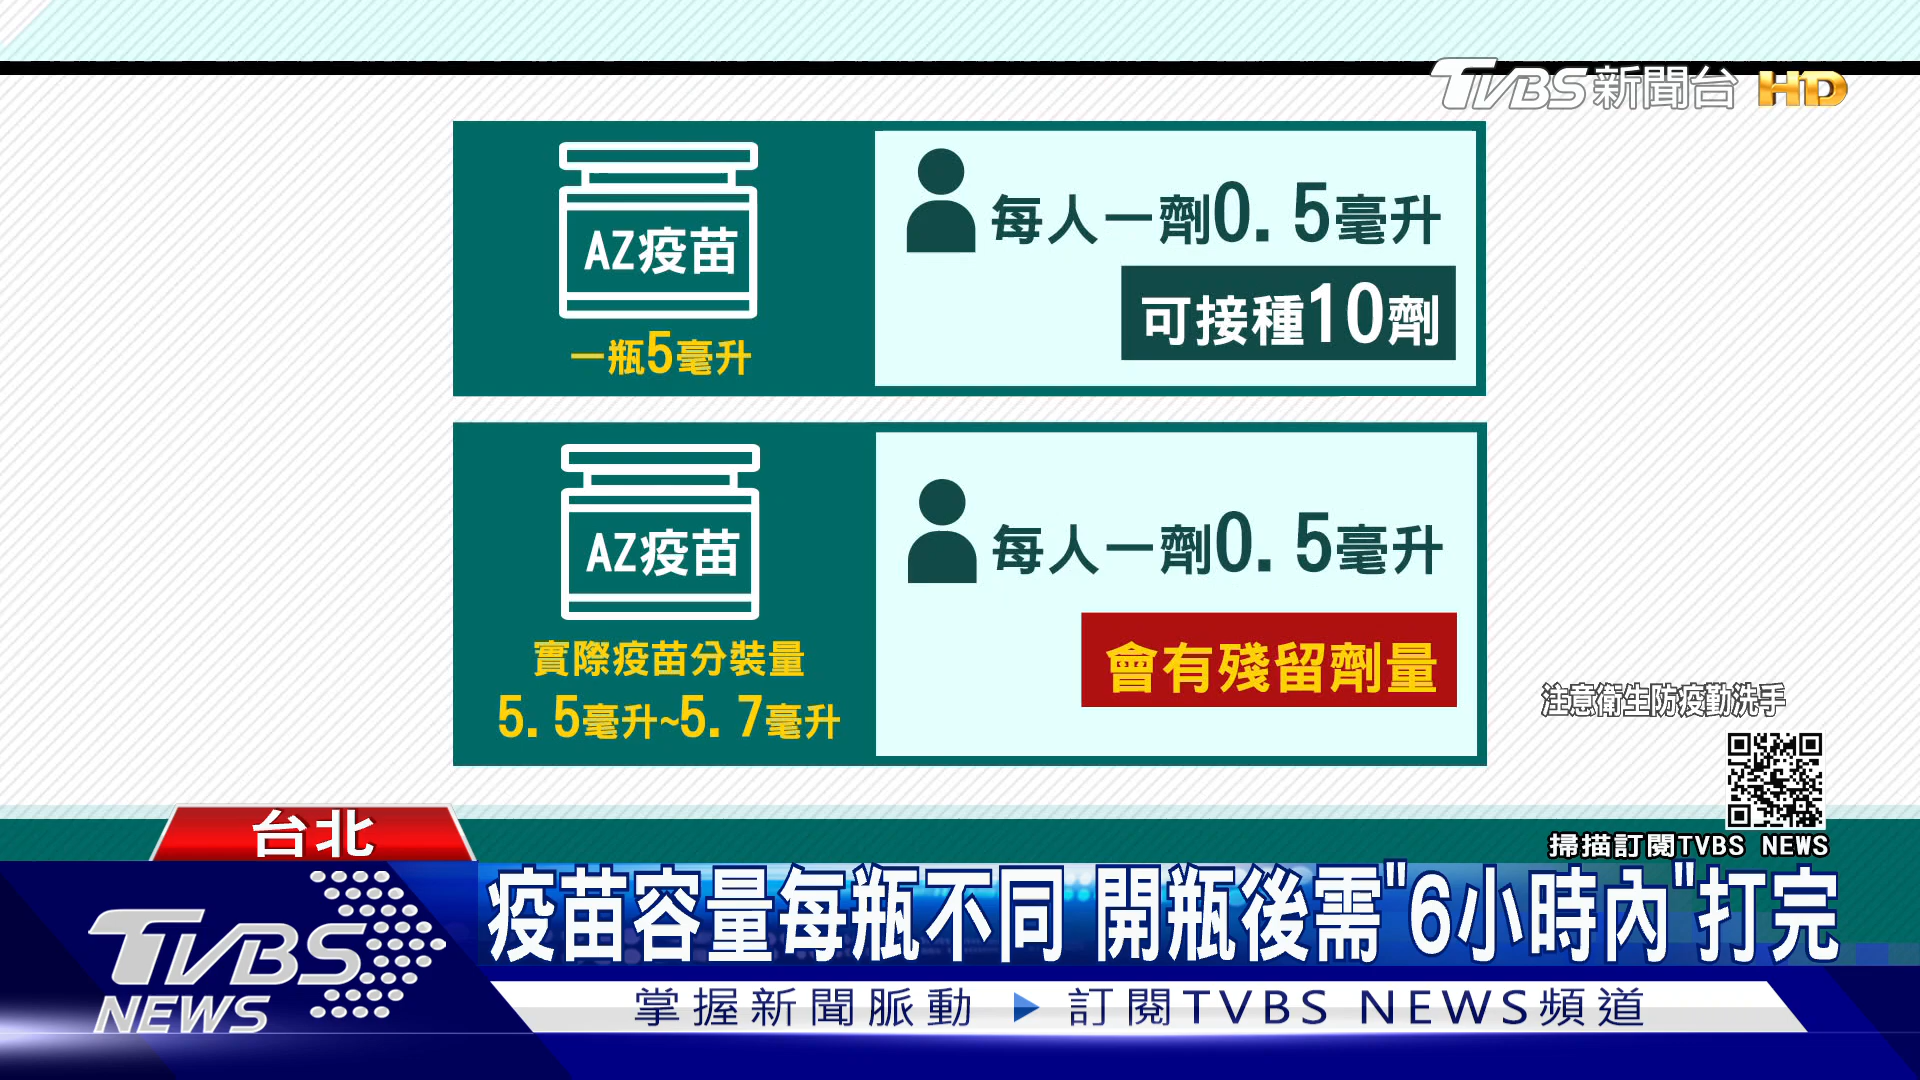 TVBS新聞台 HD
AZ疫苗
一瓶5毫升
每人一劑0.5毫升
可接種10劑
AZ疫苗
實際疫苗分裝量
5.5毫升~5.7毫升
每人一劑0.5毫升
會有殘留劑量
注意衛生防疫勤洗手
掃描訂閱TVBS NEWS
台北
疫苗容量每瓶不同 開瓶後需"6小時內"打完
TVBS
NEWS
掌握新聞脈動 ▶ 訂閱TVBS NEWS頻道